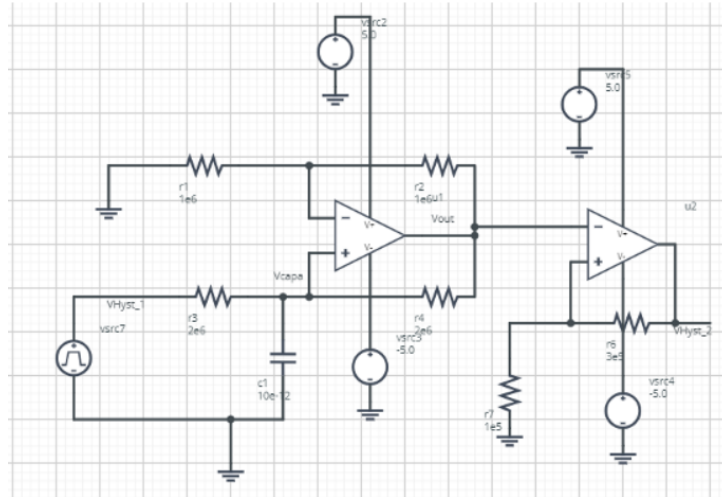 vsrc2
5.0
vsrc5
5.0
r1
1e6
r2
1e6
u1
V+
V-
Vout
u2
V+
V-
Vcapa
VHyst_1
vsrc7
r3
2e6
r4
2e6
vsrc3
-5.0
c1
10e-12
VHyst_2
r6
3e5
r7
1e5
vsrc4
-5.0